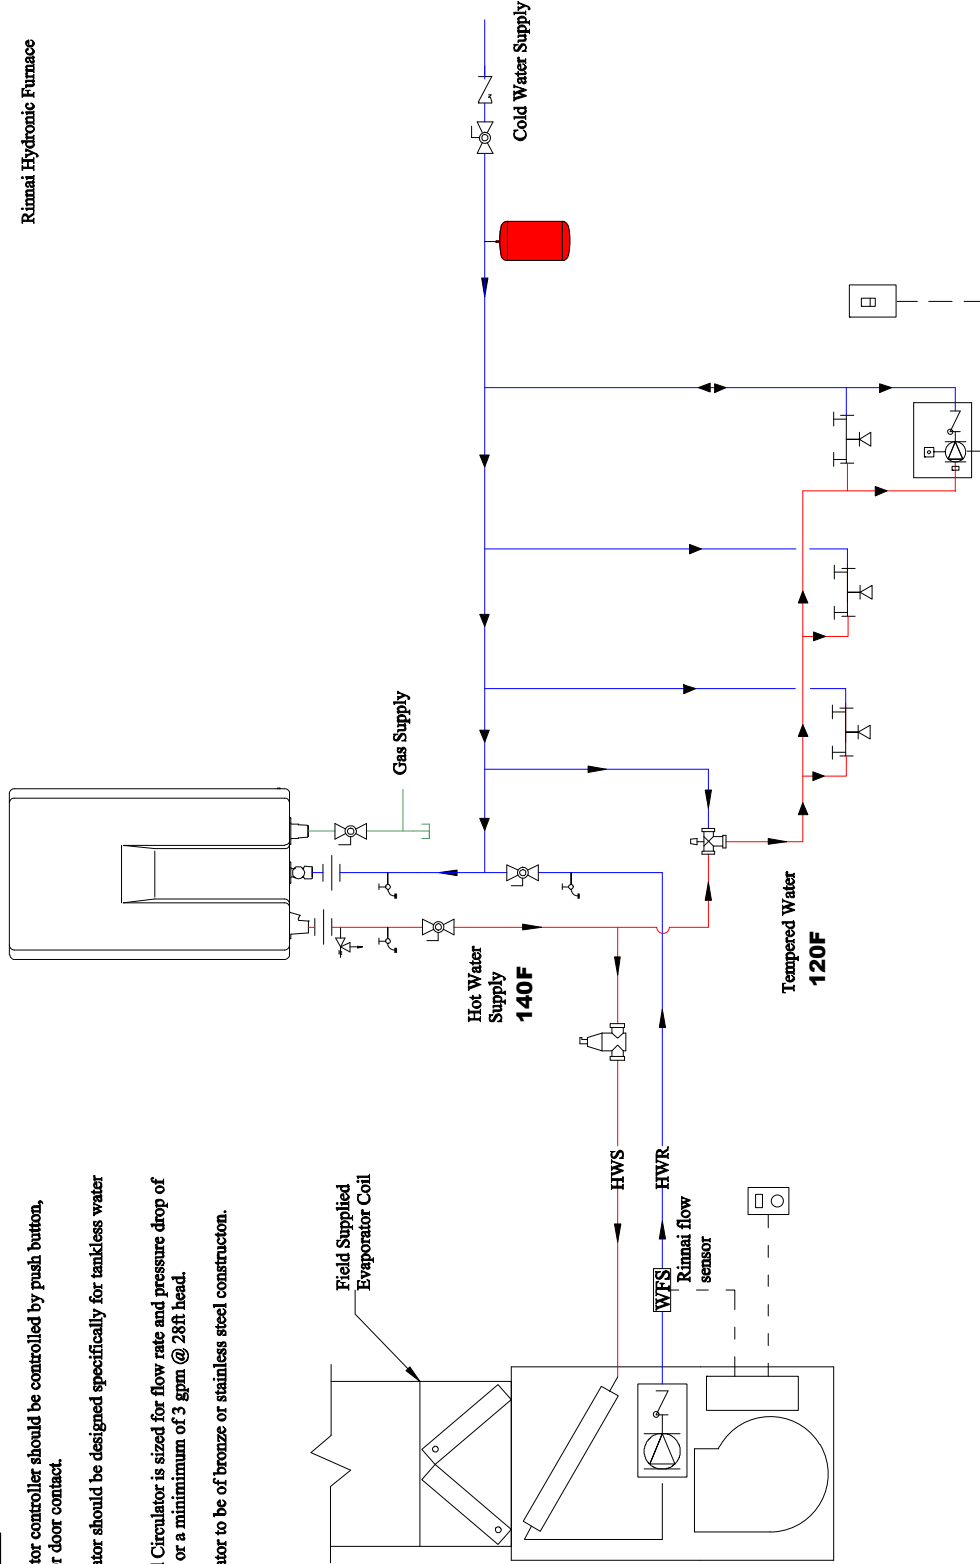 Rinnai Hydronic Furnace
tor controller should be controlled by push button,
door contact.
ator should be designed specifically for tankless water
Circulator is sized for flow rate and pressure drop of
or a minimimum of 3 gpm @ 28ft head.
ator to be of bronze or stainless steel constructon.
Field Supplied
Evaporator Coil
Gas Supply
Cold Water Supply
Hot Water
Supply
140F
HWS
HWR
WFS
Rinnai flow
sensor
Tempered Water
120F